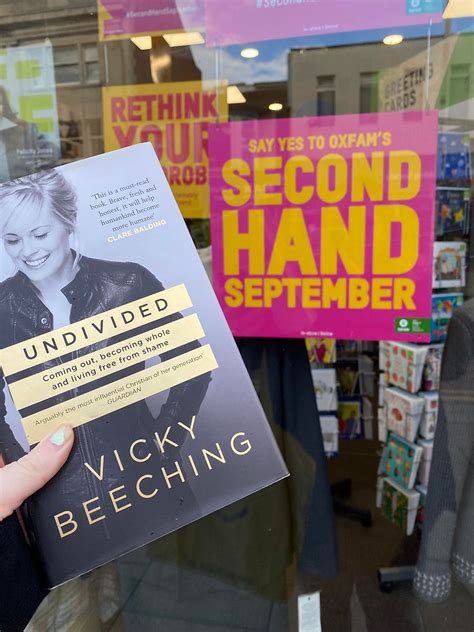 RETHINK
YOUR
GREETING
CARDS
SAY YES TO OXFAM'S
SECOND
HAND
SEPTEMBER
'This is a must-read
book. Brave, fresh and
honest, it will help
humankind become
more humane'
CLARE BALDING
UNDIVIDED
Coming out, becoming whole
and living free from shame
'Arguably the most influential Christian of her generation'
—GUARDIAN
VICKY
BEECHING